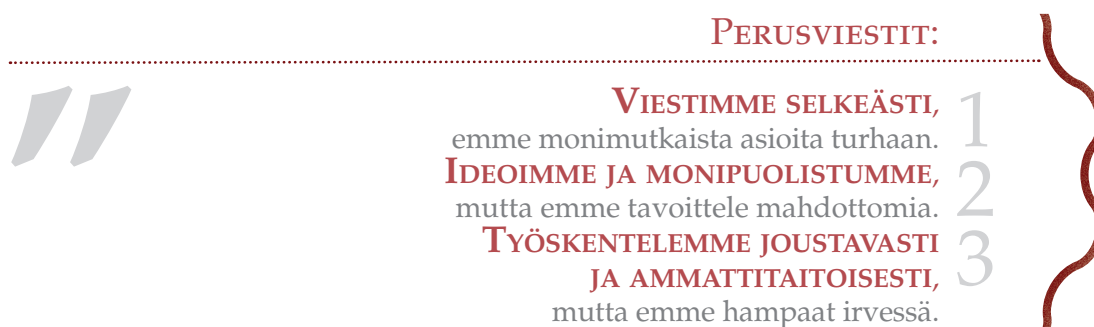 Perusviestit:
”
Viestimme selkeästi,
emme monimutkaista asioita turhaan.
1
Ideoimme ja monipuolistumme,
mutta emme tavoittele mahdottomia.
2
Työskentelemme joustavasti
ja ammattitaitoisesti,
mutta emme hampaat irvessä.
3